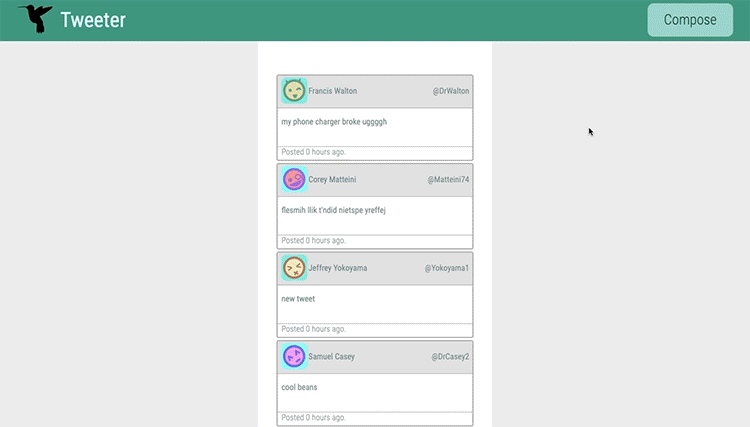 Tweeter
Compose
Francis Walton @DrWalton
my phone charger broke uggggh
Posted 0 hours ago.
Corey Matteini @Matteini74
flesmih llik t'ndid nietspe yreffej
Posted 0 hours ago.
Jeffrey Yokoyama @Yokoyama1
new tweet
Posted 0 hours ago.
Samuel Casey @DrCasey2
cool beans
Posted 0 hours ago.